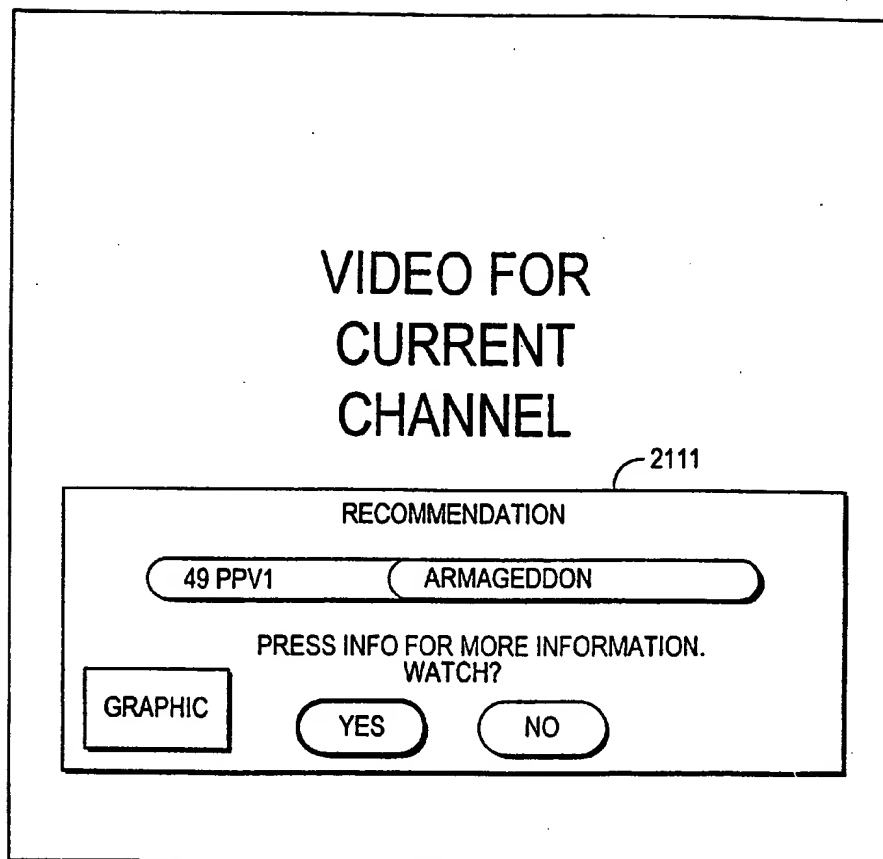 VIDEO FOR
CURRENT
CHANNEL
2111
RECOMMENDATION
49 PPV1 ARMAGEDDON
PRESS INFO FOR MORE INFORMATION.
WATCH?
GRAPHIC YES NO